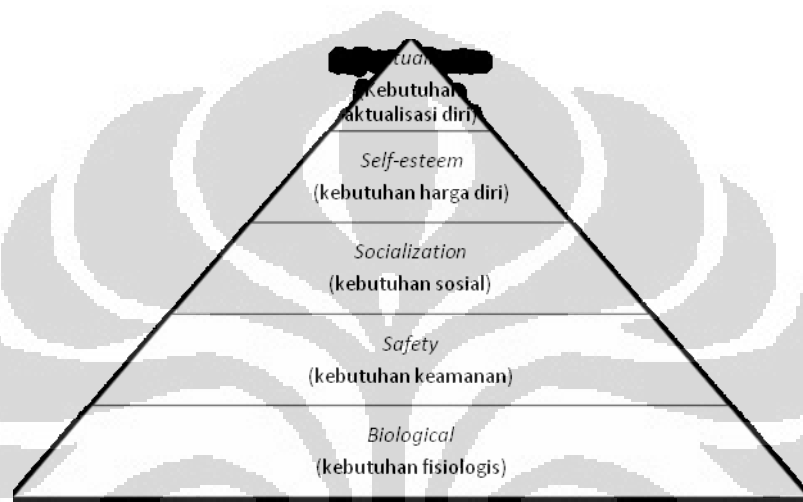 (kebutuhan
aktualisasi diri)
Self-esteem
(kebutuhan harga diri)
Socialization
(kebutuhan sosial)
Safety
(kebutuhan keamanan)
Biological
(kebutuhan fisiologis)